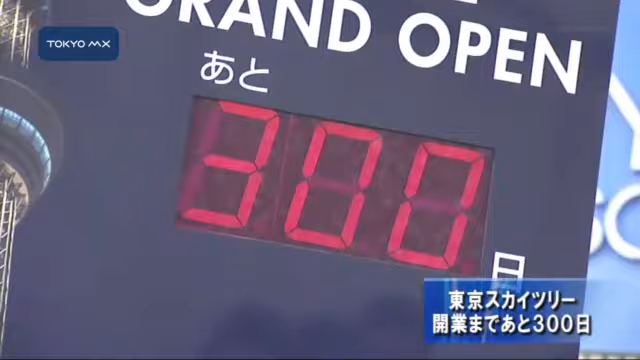 TOKYO MX
GRAND OPEN
あと
300
日
東京スカイツリー
開業まであと300日